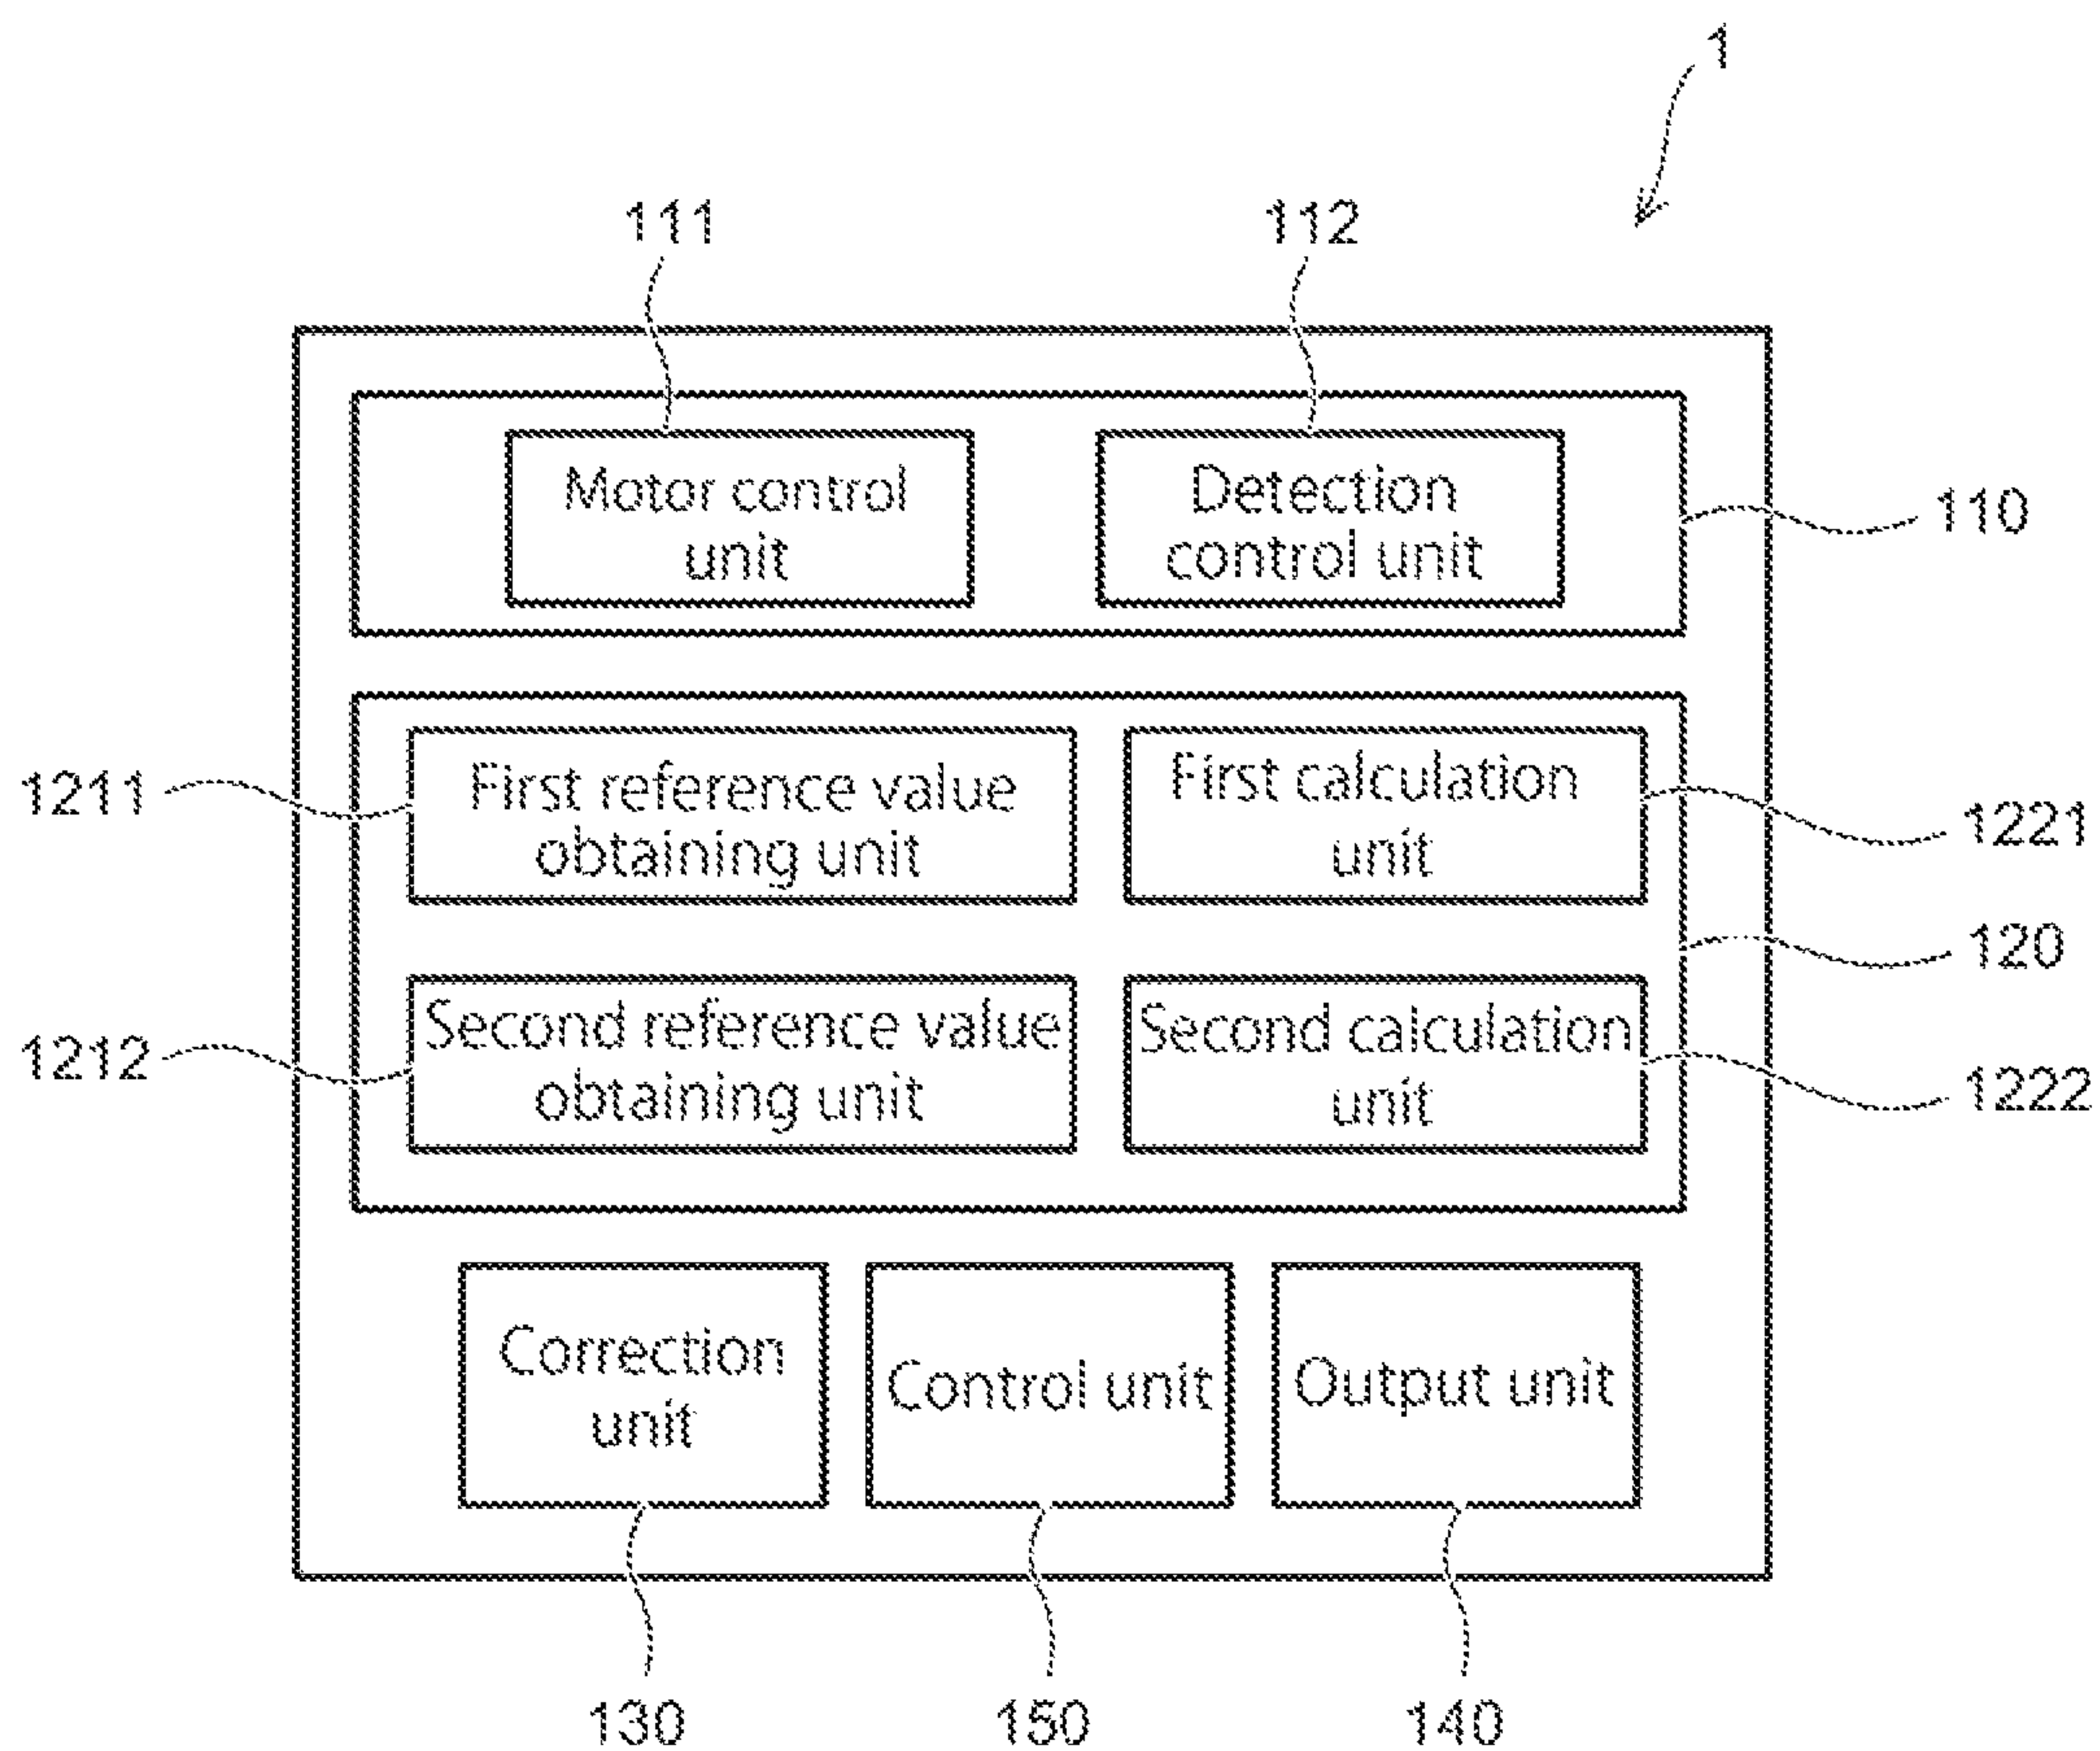 1
111
112
Motor control
unit
Detection
control unit
110
1211
First reference value
obtaining unit
First calculation
unit
1221
120
1212
Second reference value
obtaining unit
Second calculation
unit
1222
Correction
unit
Control unit
Output unit
130
150
140